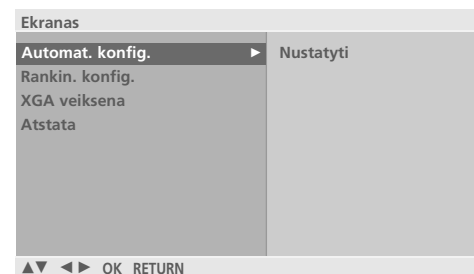 Ekranas
Automat. konfig. ► Nustatyti
Rankin. konfig.
XGA veiksena
Atstata
▲▼ ◄► OK RETURN